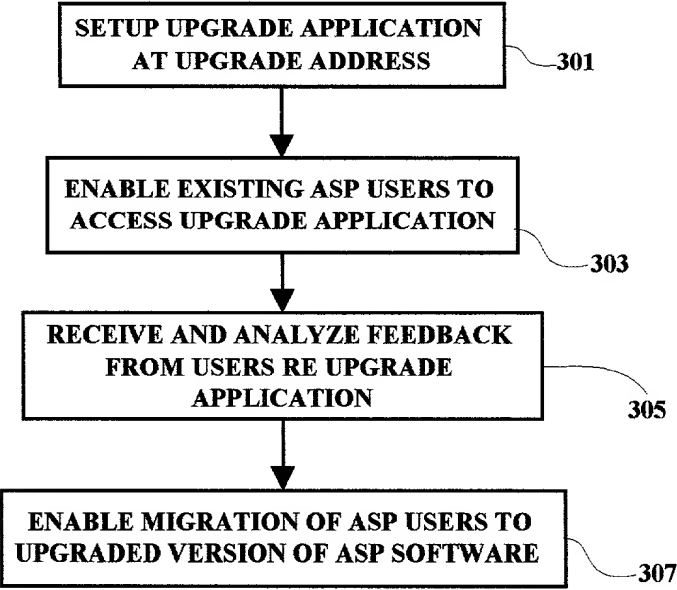 SETUP UPGRADE APPLICATION
AT UPGRADE ADDRESS
301
ENABLE EXISTING ASP USERS TO
ACCESS UPGRADE APPLICATION
303
RECEIVE AND ANALYZE FEEDBACK
FROM USERS RE UPGRADE
APPLICATION
305
ENABLE MIGRATION OF ASP USERS TO
UPGRADED VERSION OF ASP SOFTWARE
307